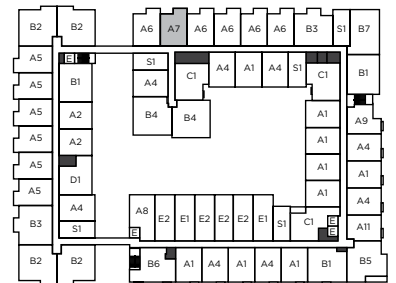 B2 B2 A6 A7 A6 A6 A6 A6 B3 S1 B7
A5 E S1 C1 A4 A1 A4 S1 C1
B1 A4 B1
A5
A5 A2 B4 B4 A1 A9
A5 A2 A1 A4
A5 D1 A1 A1
A5 A1 A4
A4 A8 E2 E1 E2 E2 E1 S1 C1 E
B3 S1 E E A11
B2 B2 B6 A1 A4 A4 A4 A1 B1 B5